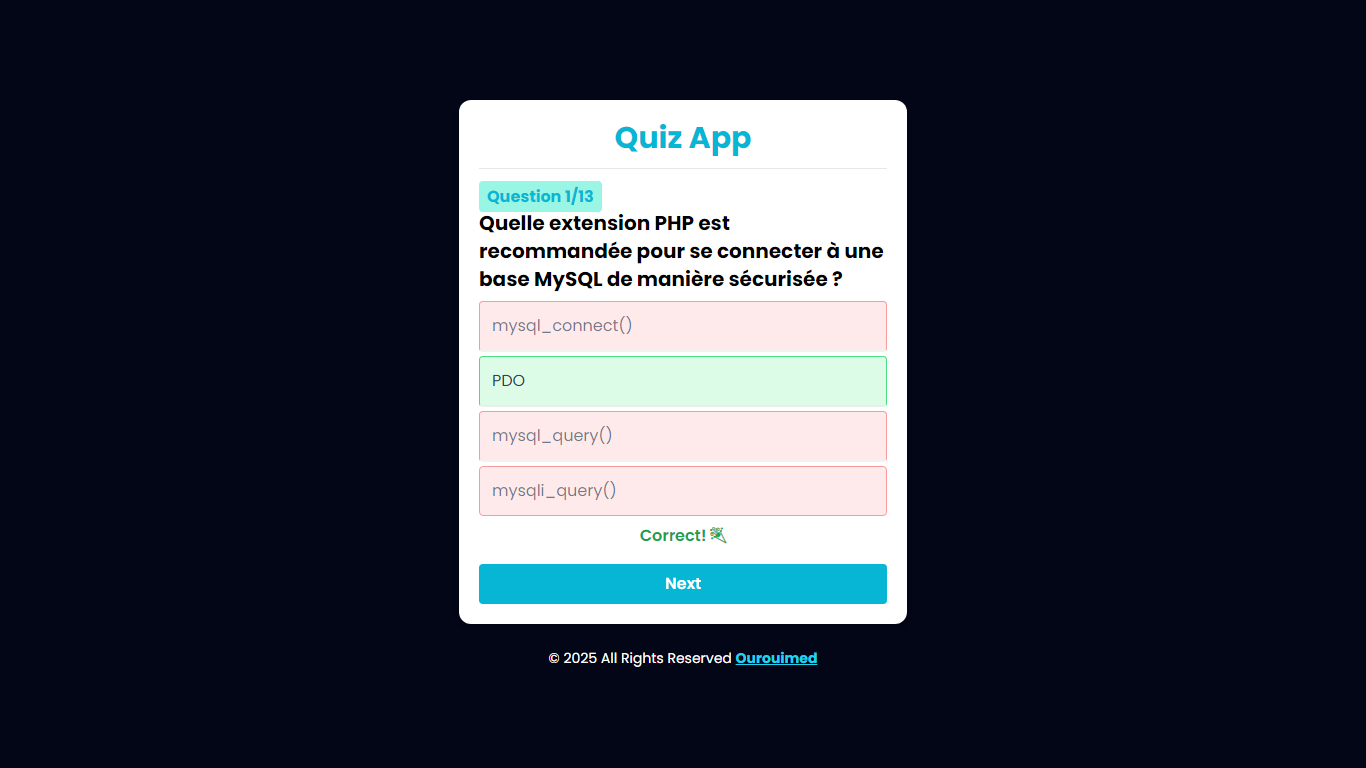 Quiz App
Question 1/13
Quelle extension PHP est
recommandée pour se connecter à une
base MySQL de manière sécurisée ?
mysql_connect()
PDO
mysql_query()
mysqli_query()
Correct! 🎉
Next
© 2025 All Rights Reserved Ourouimed